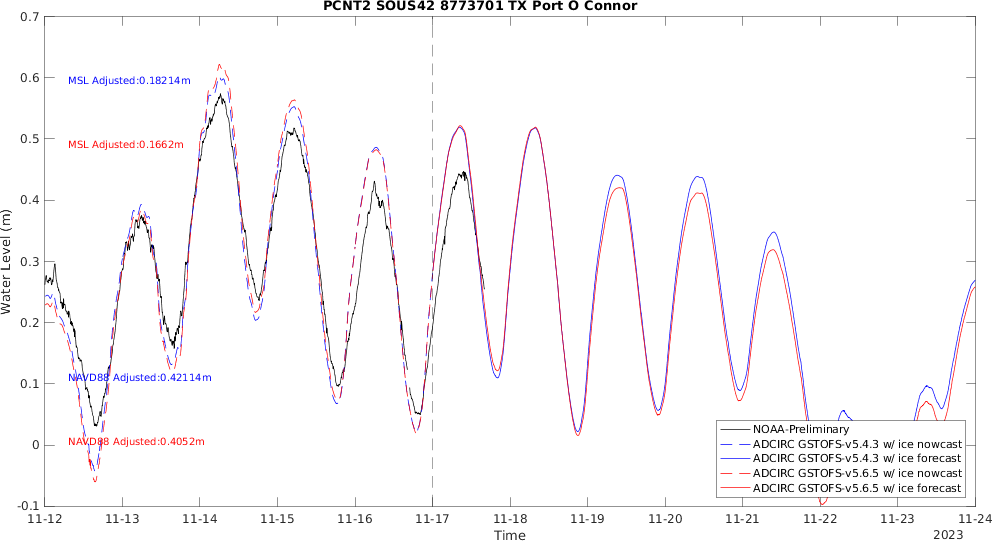 PCNT2 SOUS42 8773701 TX Port O Connor
0.7
0.6
0.5
0.4
0.3
0.2
0.1
0
-0.1
Water Level (m)
MSL Adjusted:0.18214m
MSL Adjusted:0.1662m
NAVD88 Adjusted:0.42114m
NAVD88 Adjusted:0.4052m
NOAA-Preliminary
ADCIRC GSTOFS-v5.4.3 w/ ice nowcast
ADCIRC GSTOFS-v5.4.3 w/ ice forecast
ADCIRC GSTOFS-v5.6.5 w/ ice nowcast
ADCIRC GSTOFS-v5.6.5 w/ ice forecast
11-12 11-13 11-14 11-15 11-16 11-17 11-18 11-19 11-20 11-21 11-22 11-23 11-24
Time
2023